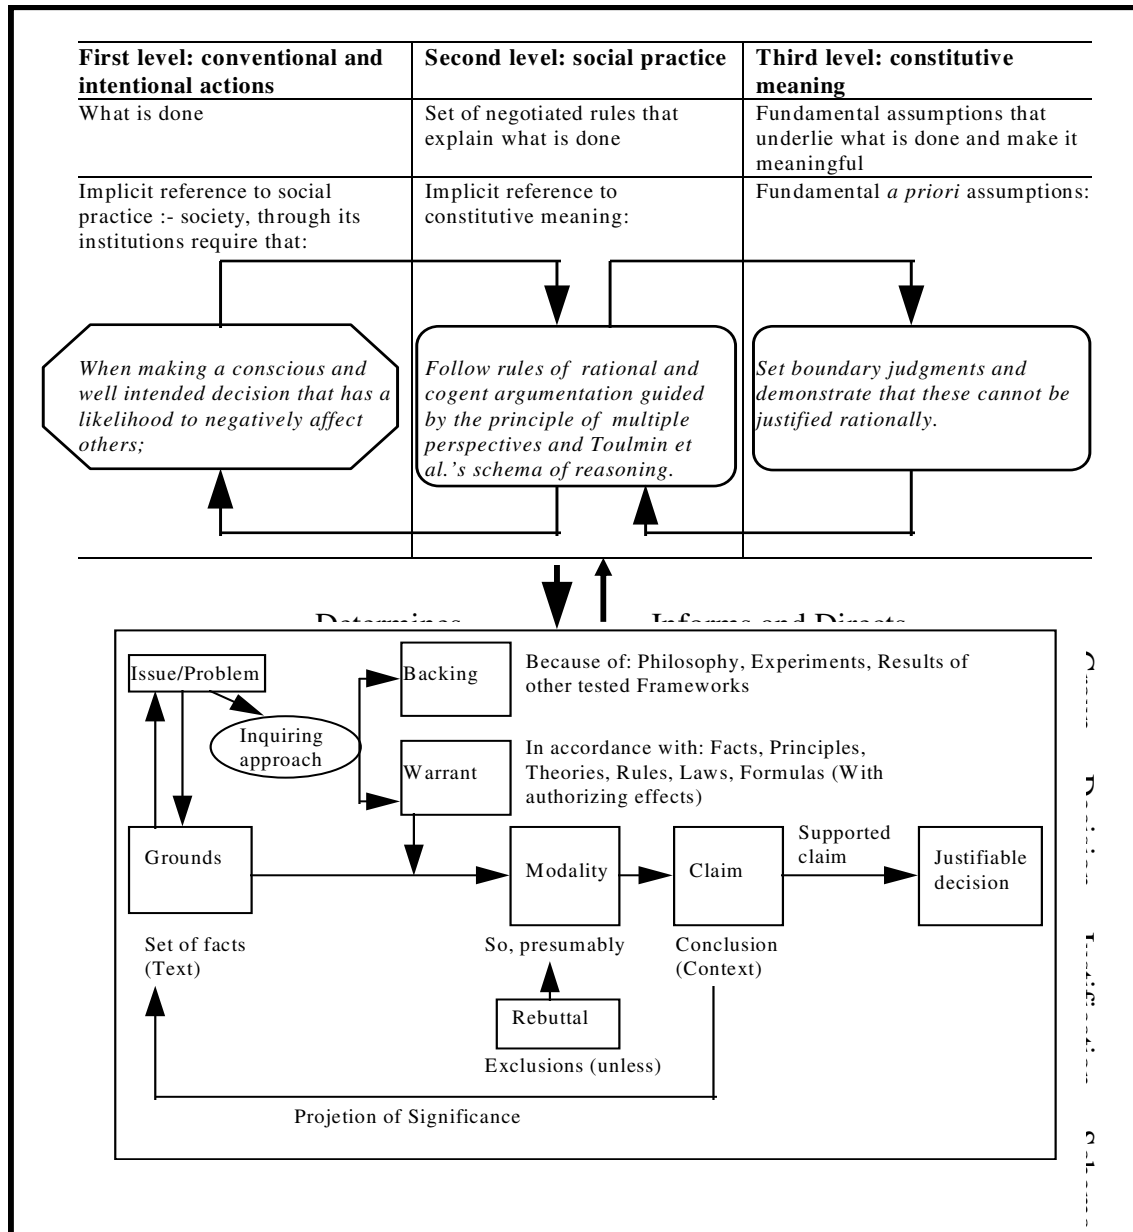 First level: conventional and
intentional actions
Second level: social practice
Third level: constitutive
meaning
What is done
Set of negotiated rules that
explain what is done
Fundamental assumptions that
underlie what is done and make it
meaningful
Implicit reference to social
practice :- society, through its
institutions require that:
Implicit reference to
constitutive meaning:
Fundamental a priori assumptions:
When making a conscious and
well intended decision that has a
likelihood to negatively affect
others;
Follow rules of rational and
cogent argumentation guided
by the principle of multiple
perspectives and Toulmin et
al.'s schema of reasoning.
Set boundary judgments and
demonstrate that these cannot be
justified rationally.
Determines
Informs and Directs
Issue/Problem
Backing
Because of: Philosophy, Experiments, Results of
other tested Frameworks
Inquiring
approach
Warrant
In accordance with: Facts, Principles,
Theories, Rules, Laws, Formulas (With
authorizing effects)
Grounds
Modality
Claim
Supported
claim
Justifiable
decision
Set of facts
(Text)
So, presumably
Conclusion
(Context)
Rebuttal
Exclusions (unless)
Projetion of Significance